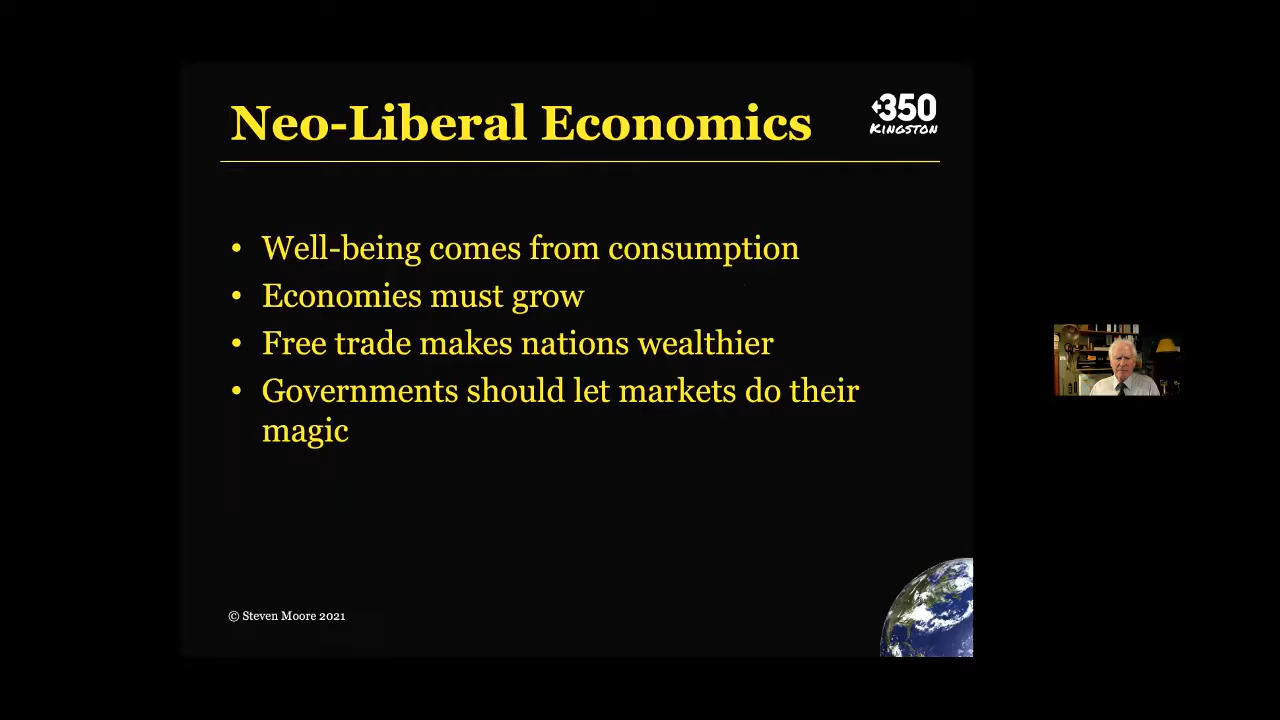 Neo-Liberal Economics
350
KINGSTON
• Well-being comes from consumption
• Economies must grow
• Free trade makes nations wealthier
• Governments should let markets do their
magic
© Steven Moore 2021